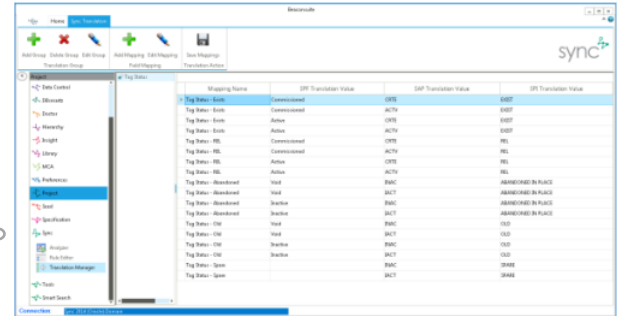 Beaconsuite
Home Sync Translation
Add Group Delete Group Edit Group Add Mapping Edit Mapping Save Mappings
Translation Group Field Mapping Translation Action
sync
Project Tag Status
Data Control
Doctor
Hierarchy
Insight
Library
MCA
Preferences
Project
Seed
Specification
Sync
Analyzer
Rule Editor
Translation Manager
Tools
Smart Search
Mapping Name SPF Translation Value SAP Translation Value SPI Translation Value
Tag Status - Exists Commissioned CRTE EXIST
Tag Status - Exists Commissioned ACTV EXIST
Tag Status - Exists Active CRTE EXIST
Tag Status - Exists Active ACTV EXIST
Tag Status - REL Commissioned CRTE REL
Tag Status - REL Commissioned ACTV REL
Tag Status - REL Active CRTE REL
Tag Status - REL Active ACTV REL
Tag Status - Abandoned Void INAC ABANDONED IN PLACE
Tag Status - Abandoned Void IACT ABANDONED IN PLACE
Tag Status - Abandoned Inactive INAC ABANDONED IN PLACE
Tag Status - Abandoned Inactive IACT ABANDONED IN PLACE
Tag Status - Old Void INAC OLD
Tag Status - Old Void IACT OLD
Tag Status - Old Inactive INAC OLD
Tag Status - Old Inactive IACT OLD
Tag Status - Spare INAC SPARE
Tag Status - Spare IACT SPARE
Connection